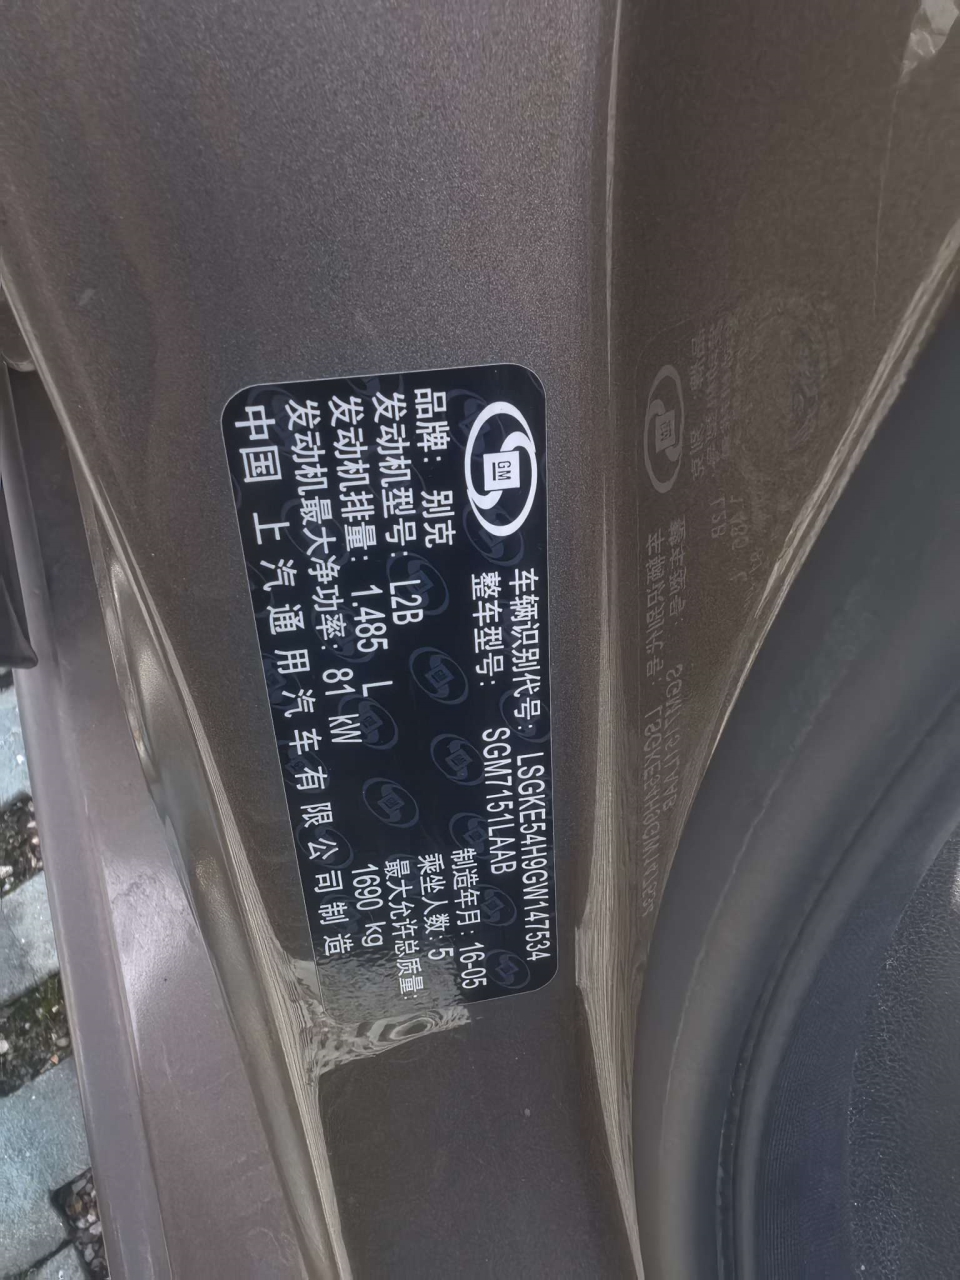 GM
车辆识别代号: LSGKE54H9GW147534
整车型号: SGM7151LAAB
品牌: 别克 制造年月: 16-05
发动机型号: L2B 乘坐人数: 5
发动机排量: 1.485 L 最大允许总质量:
发动机最大净功率: 81 kW 1690 kg
中国 上汽通用汽车有限公司制造